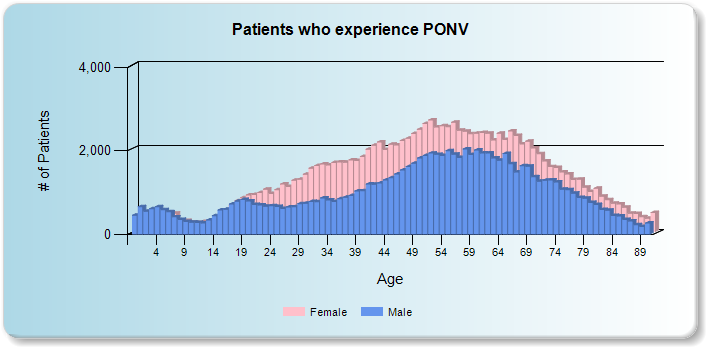 Patients who experience PONV
4,000
2,000
0
# of Patients
4 9 14 19 24 29 34 39 44 49 54 59 64 69 74 79 84 89
Age
Female Male